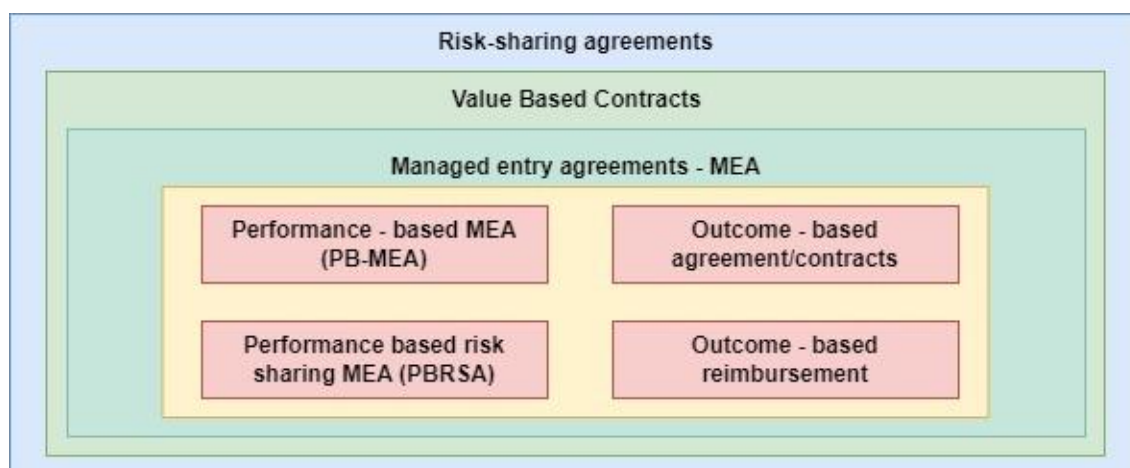 Risk-sharing agreements
Value Based Contracts
Managed entry agreements - MEA
Performance - based MEA
(PB-MEA)
Outcome - based
agreement/contracts
Performance based risk
sharing MEA (PBRSA)
Outcome - based
reimbursement